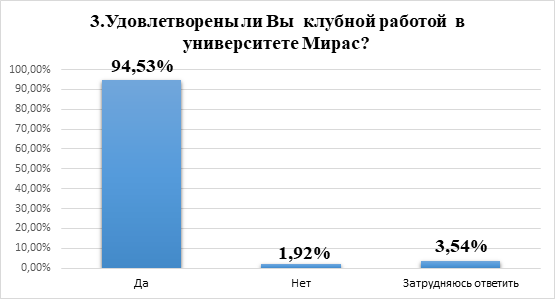 3.Удовлетворены ли Вы клубной работой в
университете Мирас?
100,00%
90,00%
80,00%
70,00%
60,00%
50,00%
40,00%
30,00%
20,00%
10,00%
0,00%
94,53%
1,92%
3,54%
Да
Нет
Затрудняюсь ответить